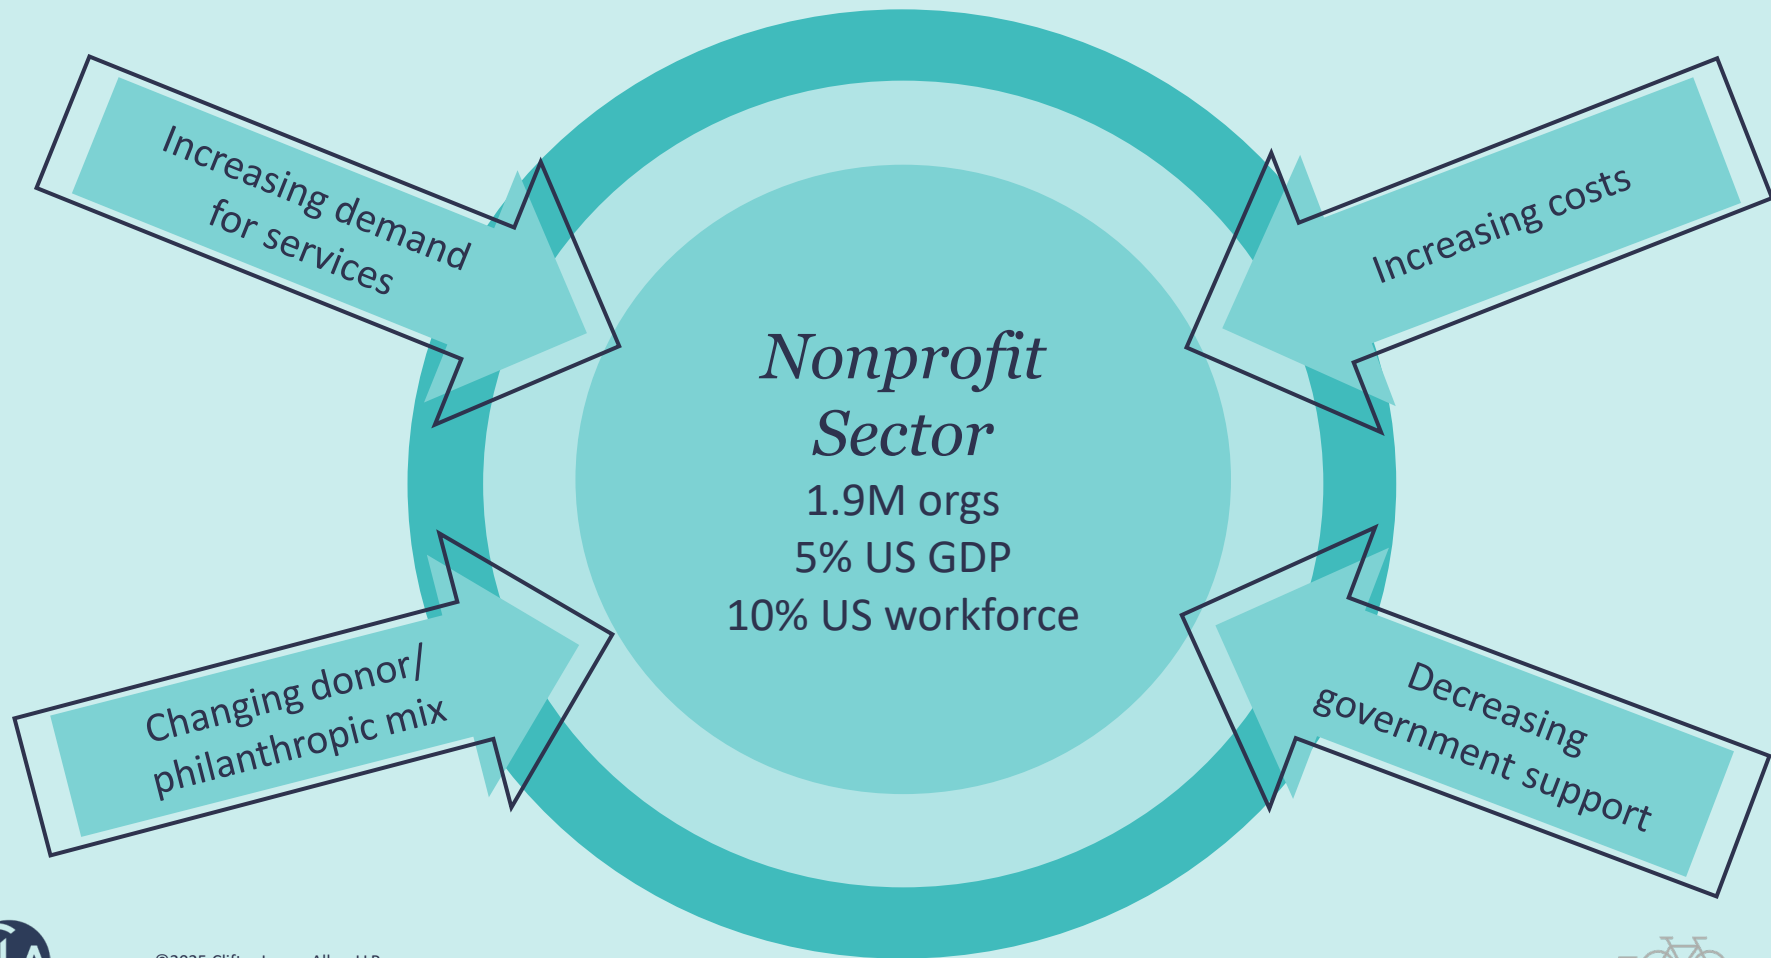 Increasing demand
for services
Increasing costs
Nonprofit
Sector
1.9M orgs
5% US GDP
10% US workforce
Changing donor/
philanthropic mix
Decreasing
government support